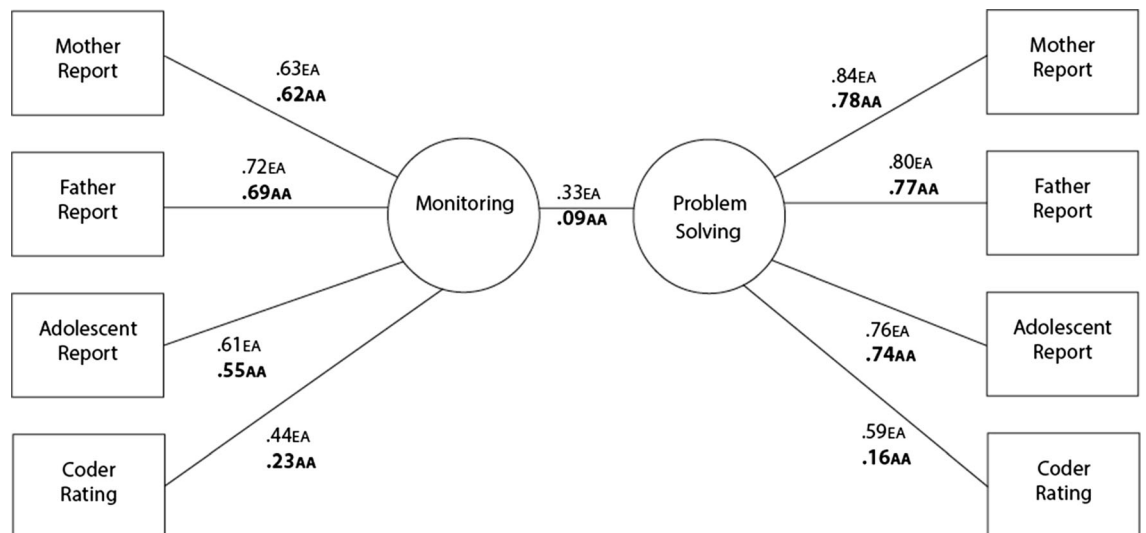 Mother
Report
.63EA
.62AA
Father
Report
.72EA
.69AA
Adolescent
Report
.61EA
.55AA
Coder
Rating
.44EA
.23AA
Monitoring
.33EA
.09AA
Problem
Solving
.84EA
.78AA
Mother
Report
.80EA
.77AA
Father
Report
.76EA
.74AA
Adolescent
Report
.59EA
.16AA
Coder
Rating